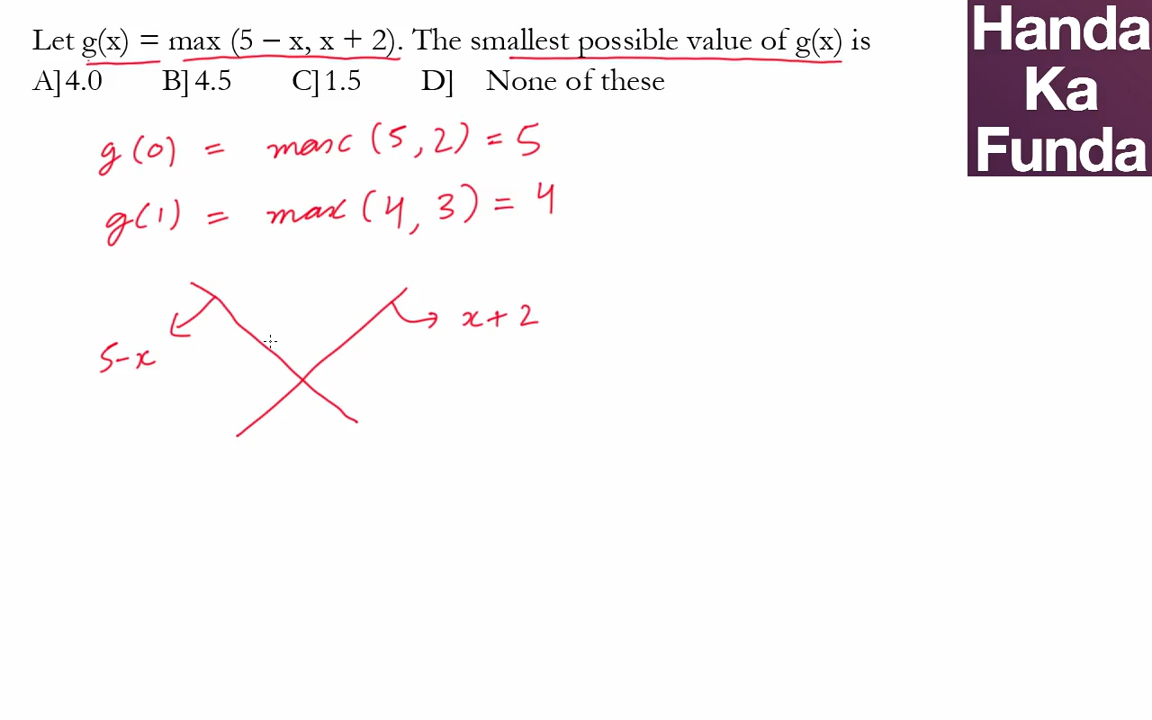 Let g(x) = max (5 – x, x + 2). The smallest possible value of g(x) is
A] 4.0 B] 4.5 C] 1.5 D] None of these
Handa
Ka
Funda
g(0) = max (5, 2) = 5
g(1) = max (4, 3) = 4
x + 2
5-x